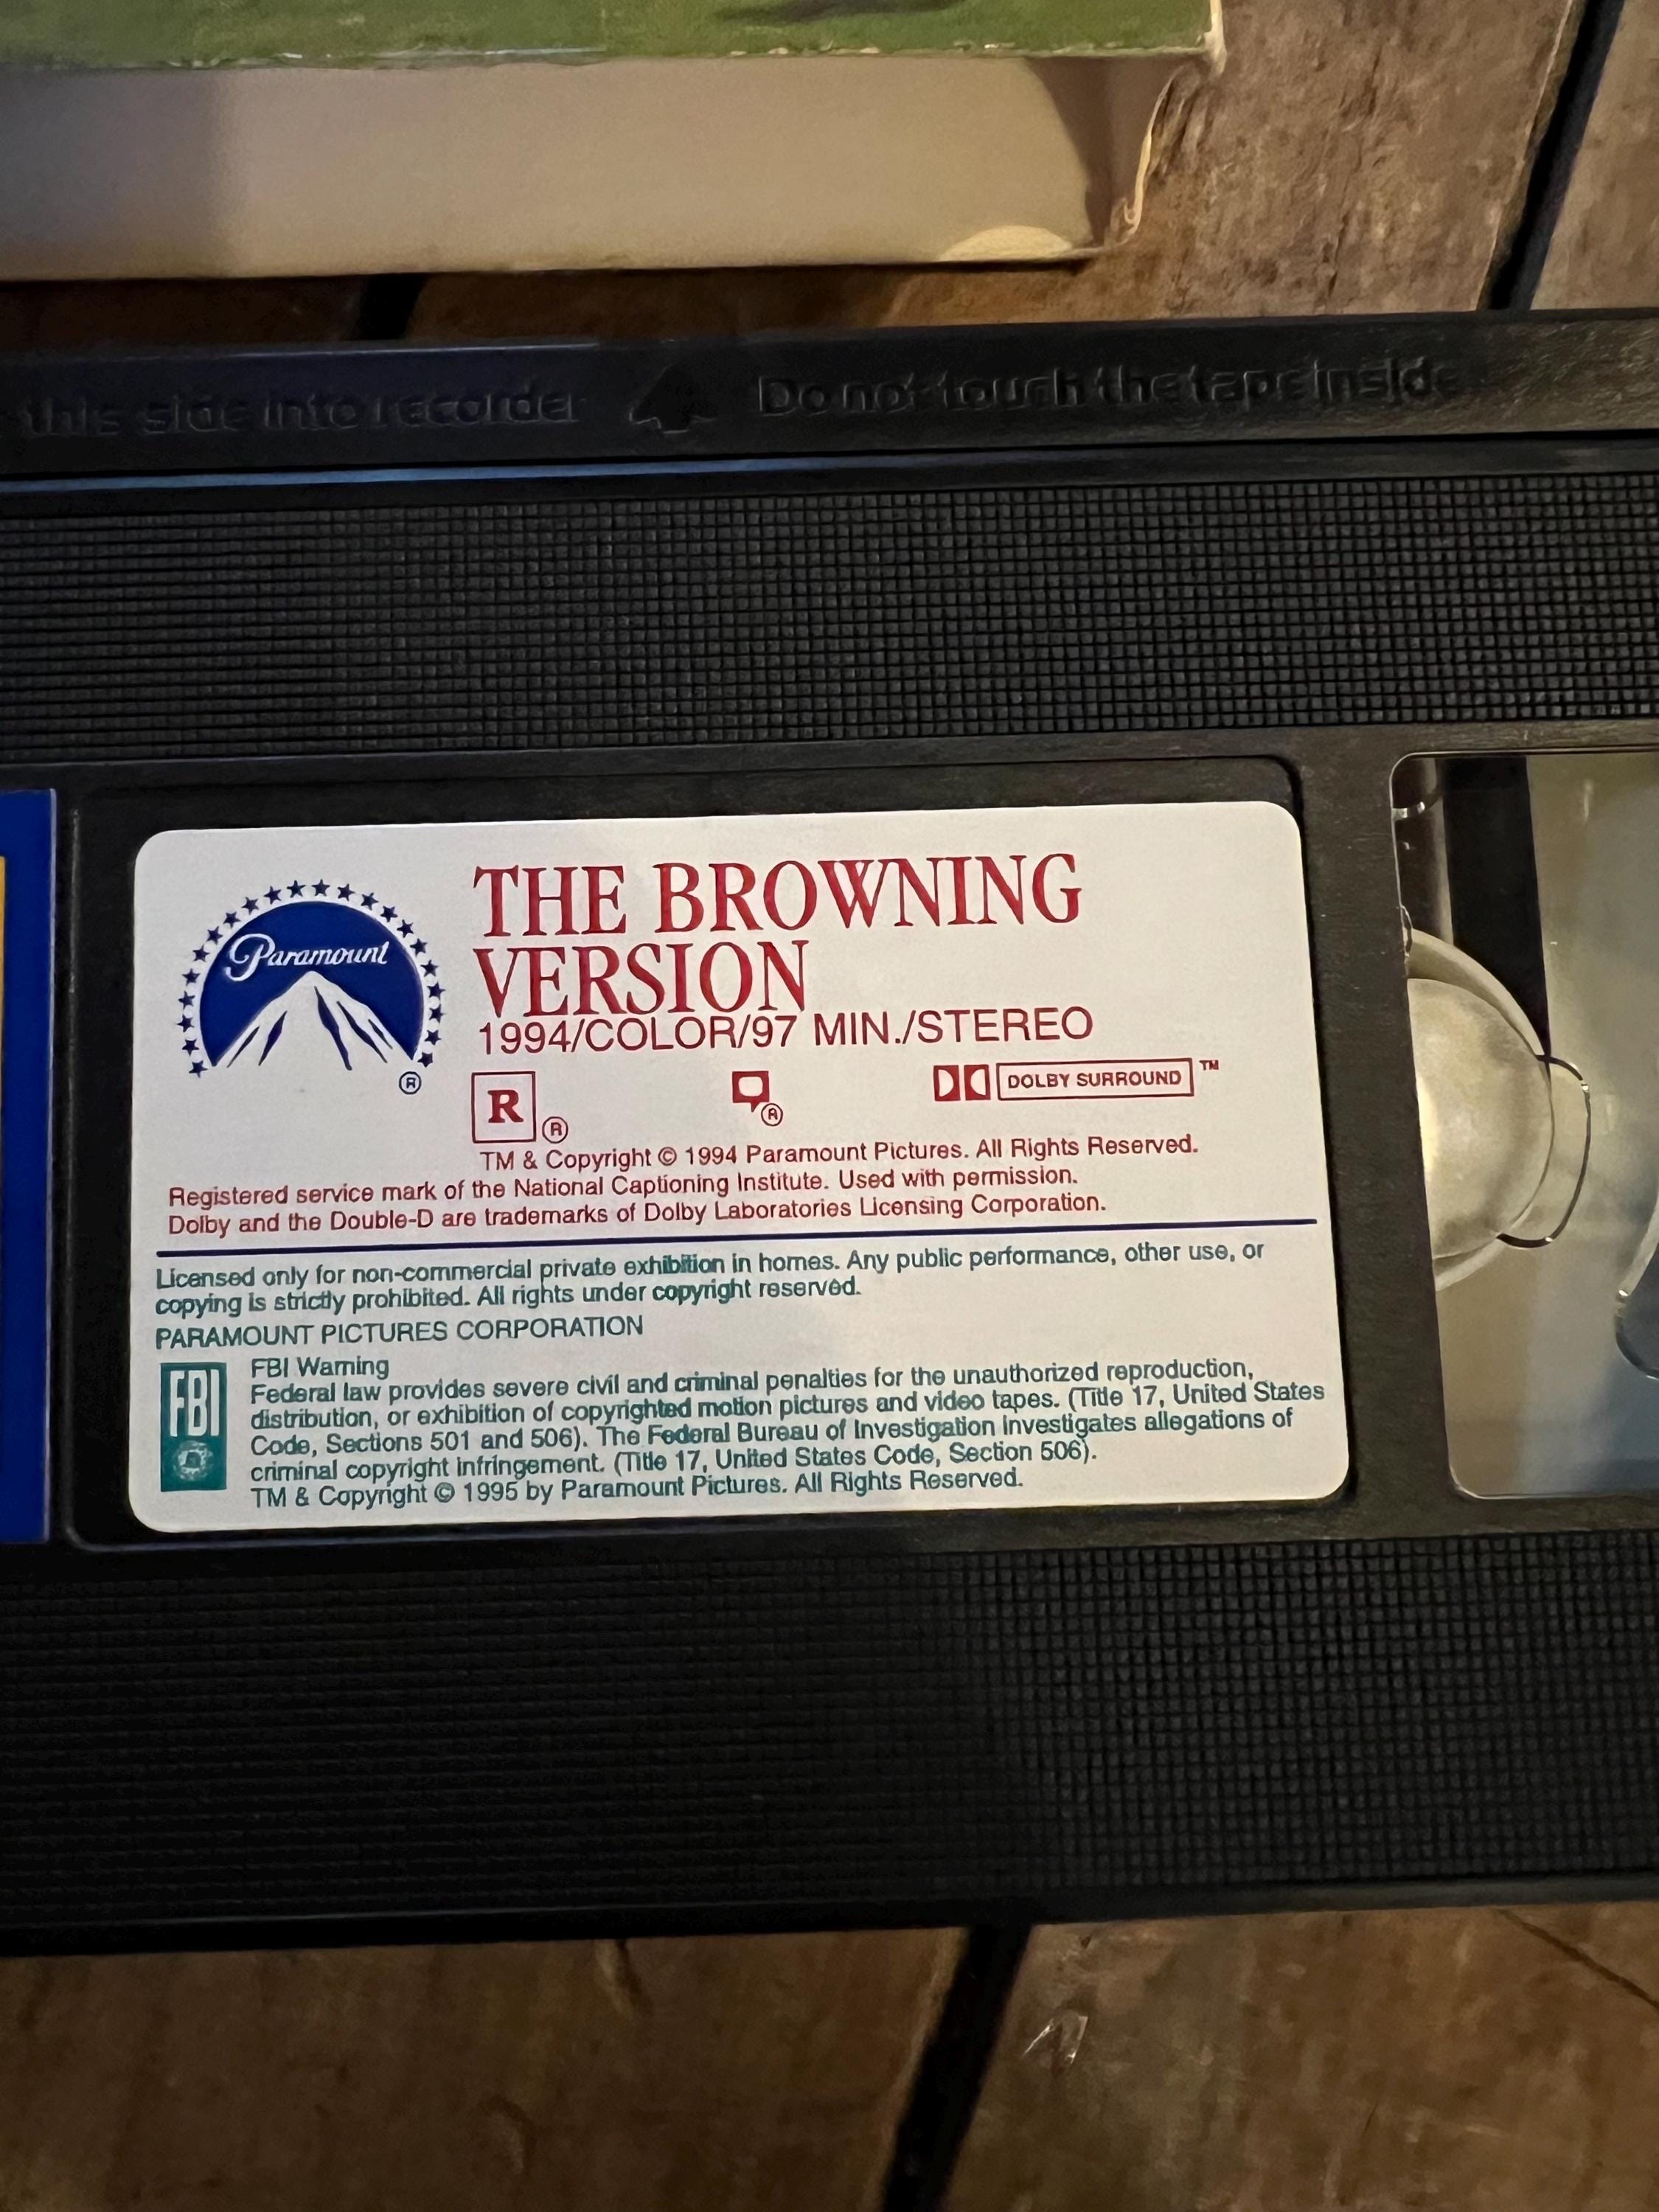 this side into recorder Do not touch the tape inside
Paramount
®
THE BROWNING
VERSION
1994/COLOR/97 MIN./STEREO
R ® ® DOLBY SURROUND ™
TM & Copyright © 1994 Paramount Pictures. All Rights Reserved.
Registered service mark of the National Captioning Institute. Used with permission.
Dolby and the Double-D are trademarks of Dolby Laboratories Licensing Corporation.
Licensed only for non-commercial private exhibition in homes. Any public performance, other use, or
copying is strictly prohibited. All rights under copyright reserved.
PARAMOUNT PICTURES CORPORATION
FBI
FBI Warning
Federal law provides severe civil and criminal penalties for the unauthorized reproduction,
distribution, or exhibition of copyrighted motion pictures and video tapes. (Title 17, United States
Code, Sections 501 and 506). The Federal Bureau of Investigation investigates allegations of
criminal copyright infringement. (Title 17, United States Code, Section 506).
TM & Copyright © 1995 by Paramount Pictures. All Rights Reserved.